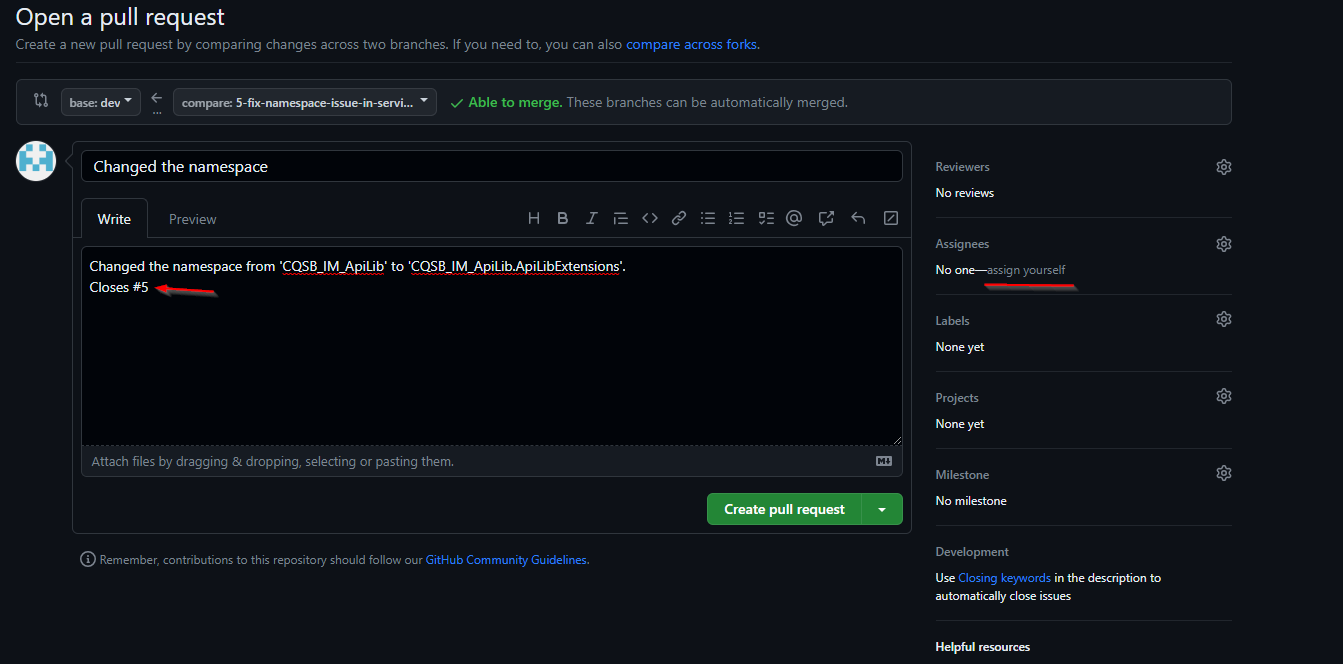 Open a pull request
Create a new pull request by comparing changes across two branches. If you need to, you can also compare across forks.
base: dev
...
compare: 5-fix-namespace-issue-in-servi...
Able to merge. These branches can be automatically merged.
Changed the namespace
Write
Preview
Changed the namespace from 'CQSB_IM_ApiLib' to 'CQSB_IM_ApiLib.ApiLibExtensions'.
Closes #5
Attach files by dragging & dropping, selecting or pasting them.
Create pull request
Remember, contributions to this repository should follow our GitHub Community Guidelines.
Reviewers
No reviews
Assignees
No one—assign yourself
Labels
None yet
Projects
None yet
Milestone
No milestone
Development
Use Closing keywords in the description to
automatically close issues
Helpful resources